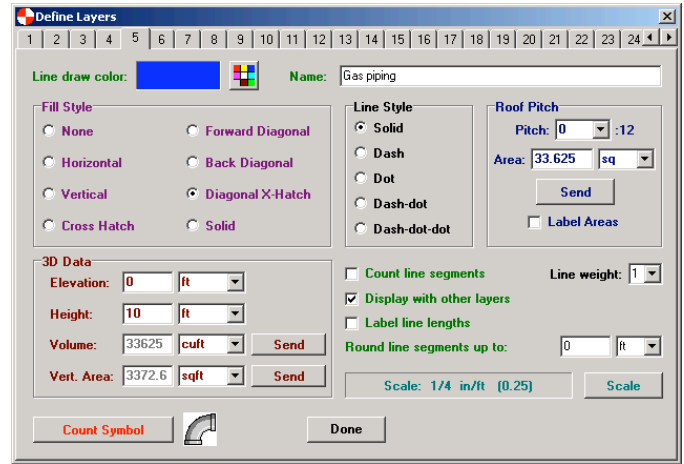 Define Layers
1 2 3 4 5 6 7 8 9 10 11 12 13 14 15 16 17 18 19 20 21 22 23 24
Line draw color: Name: Gas piping
Fill Style
None Forward Diagonal
Horizontal Back Diagonal
Vertical Diagonal X-Hatch
Cross Hatch Solid
Line Style
Solid
Dash
Dot
Dash-dot
Dash-dot-dot
Roof Pitch
Pitch: 0 :12
Area: 33.625 sq
Send
Label Areas
3D Data
Elevation: 0 ft
Height: 10 ft
Volume: 33625 cuft Send
Vert. Area: 3372.6 sqft Send
Count line segments Line weight: 1
Display with other layers
Label line lengths
Round line segments up to: 0 ft
Scale: 1/4 in/ft (0.25) Scale
Count Symbol Done